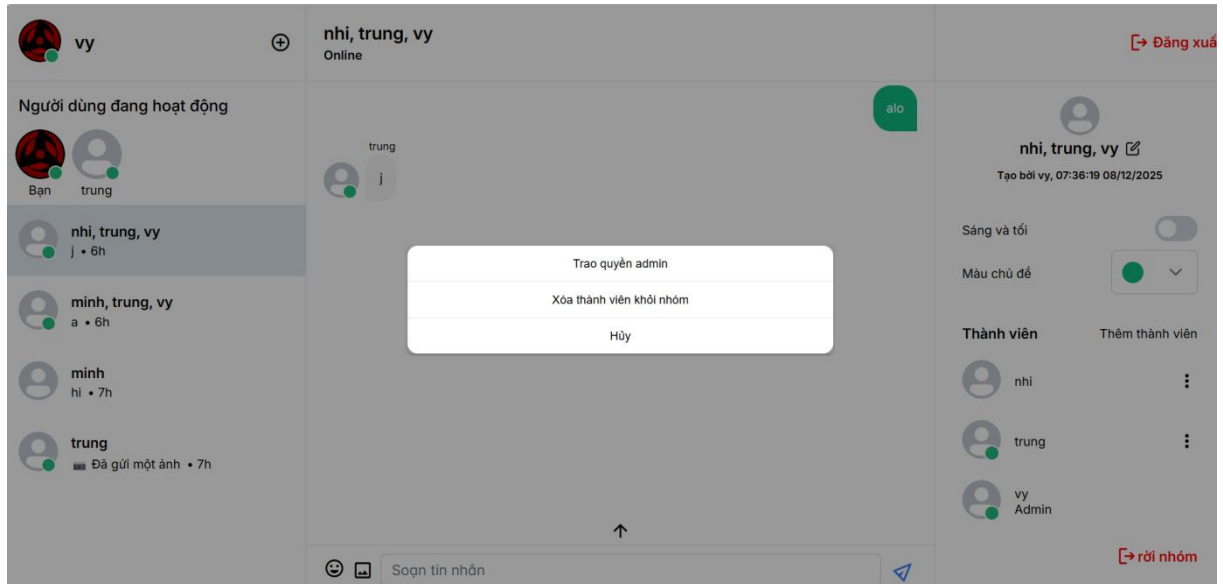 vy
nhi, trung, vy
Online
Đăng xuấ
Người dùng đang hoạt động
Bạn
trung
nhi, trung, vy
j • 6h
minh, trung, vy
a • 6h
minh
hi • 7h
trung
Đã gửi một ảnh • 7h
alo
trung
j
Trao quyền admin
Xóa thành viên khỏi nhóm
Hủy
Soạn tin nhắn
nhi, trung, vy
Tạo bởi vy, 07:36:19 08/12/2025
Sáng và tối
Màu chủ đề
Thành viên Thêm thành viên
nhi
trung
vy
Admin
rời nhóm